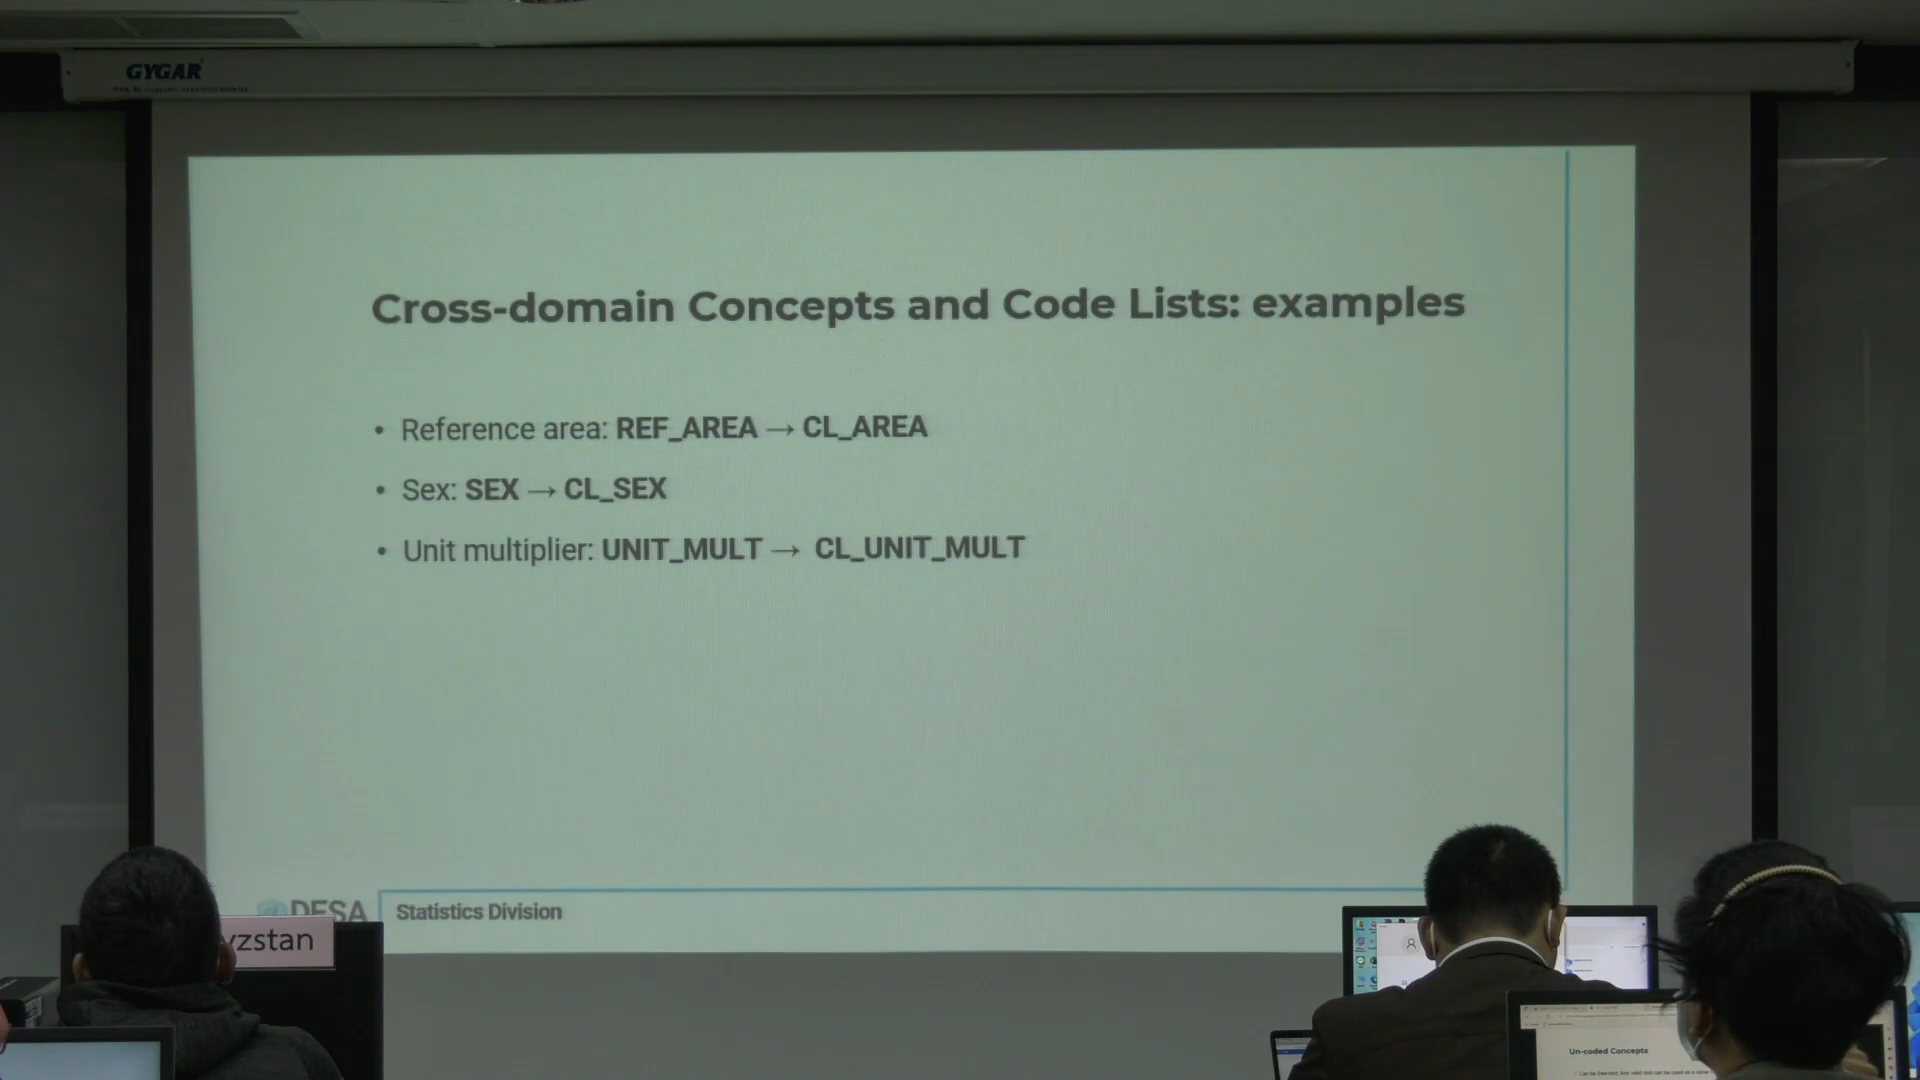 GYGAR
Cross-domain Concepts and Code Lists: examples
• Reference area: REF_AREA → CL_AREA
• Sex: SEX → CL_SEX
• Unit multiplier: UNIT_MULT → CL_UNIT_MULT
DESA
Statistics Division
yzstan
Un-coded Concepts